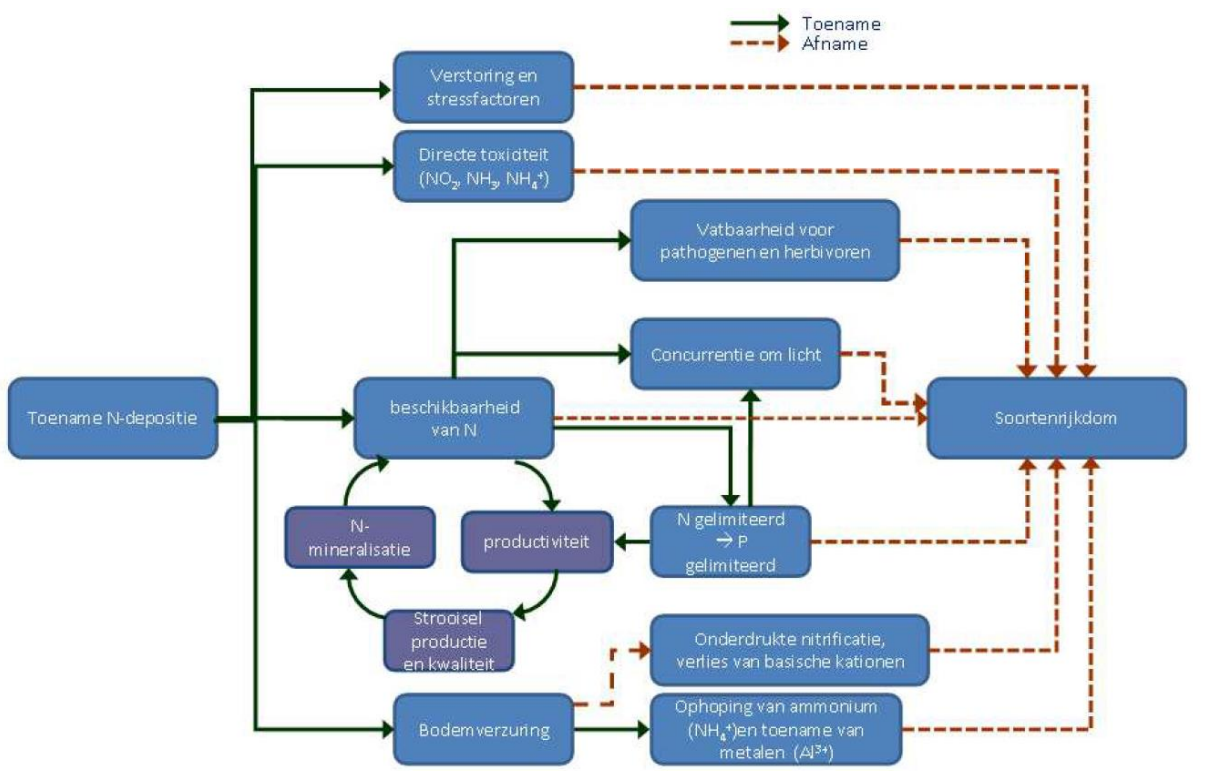 Toename
Afname
Verstoring en
stressfactoren
Directe toxiciteit
(NO₂, NH₃, NH₄⁺)
Vatbaarheid voor
pathogenen en herbivoren
Concurrentie om licht
Toename N-depositie
beschikbaarheid
van N
Soortenrijkdom
N-
mineralisatie
productiviteit
N gelimiteerd
→ P
gelimiteerd
Strooisel
productie
en kwaliteit
Onderdrukte nitrificatie,
verlies van basische kationen
Bodemverzuring
Ophoping van ammonium
(NH₄⁺)en toename van
metalen (Al³⁺)